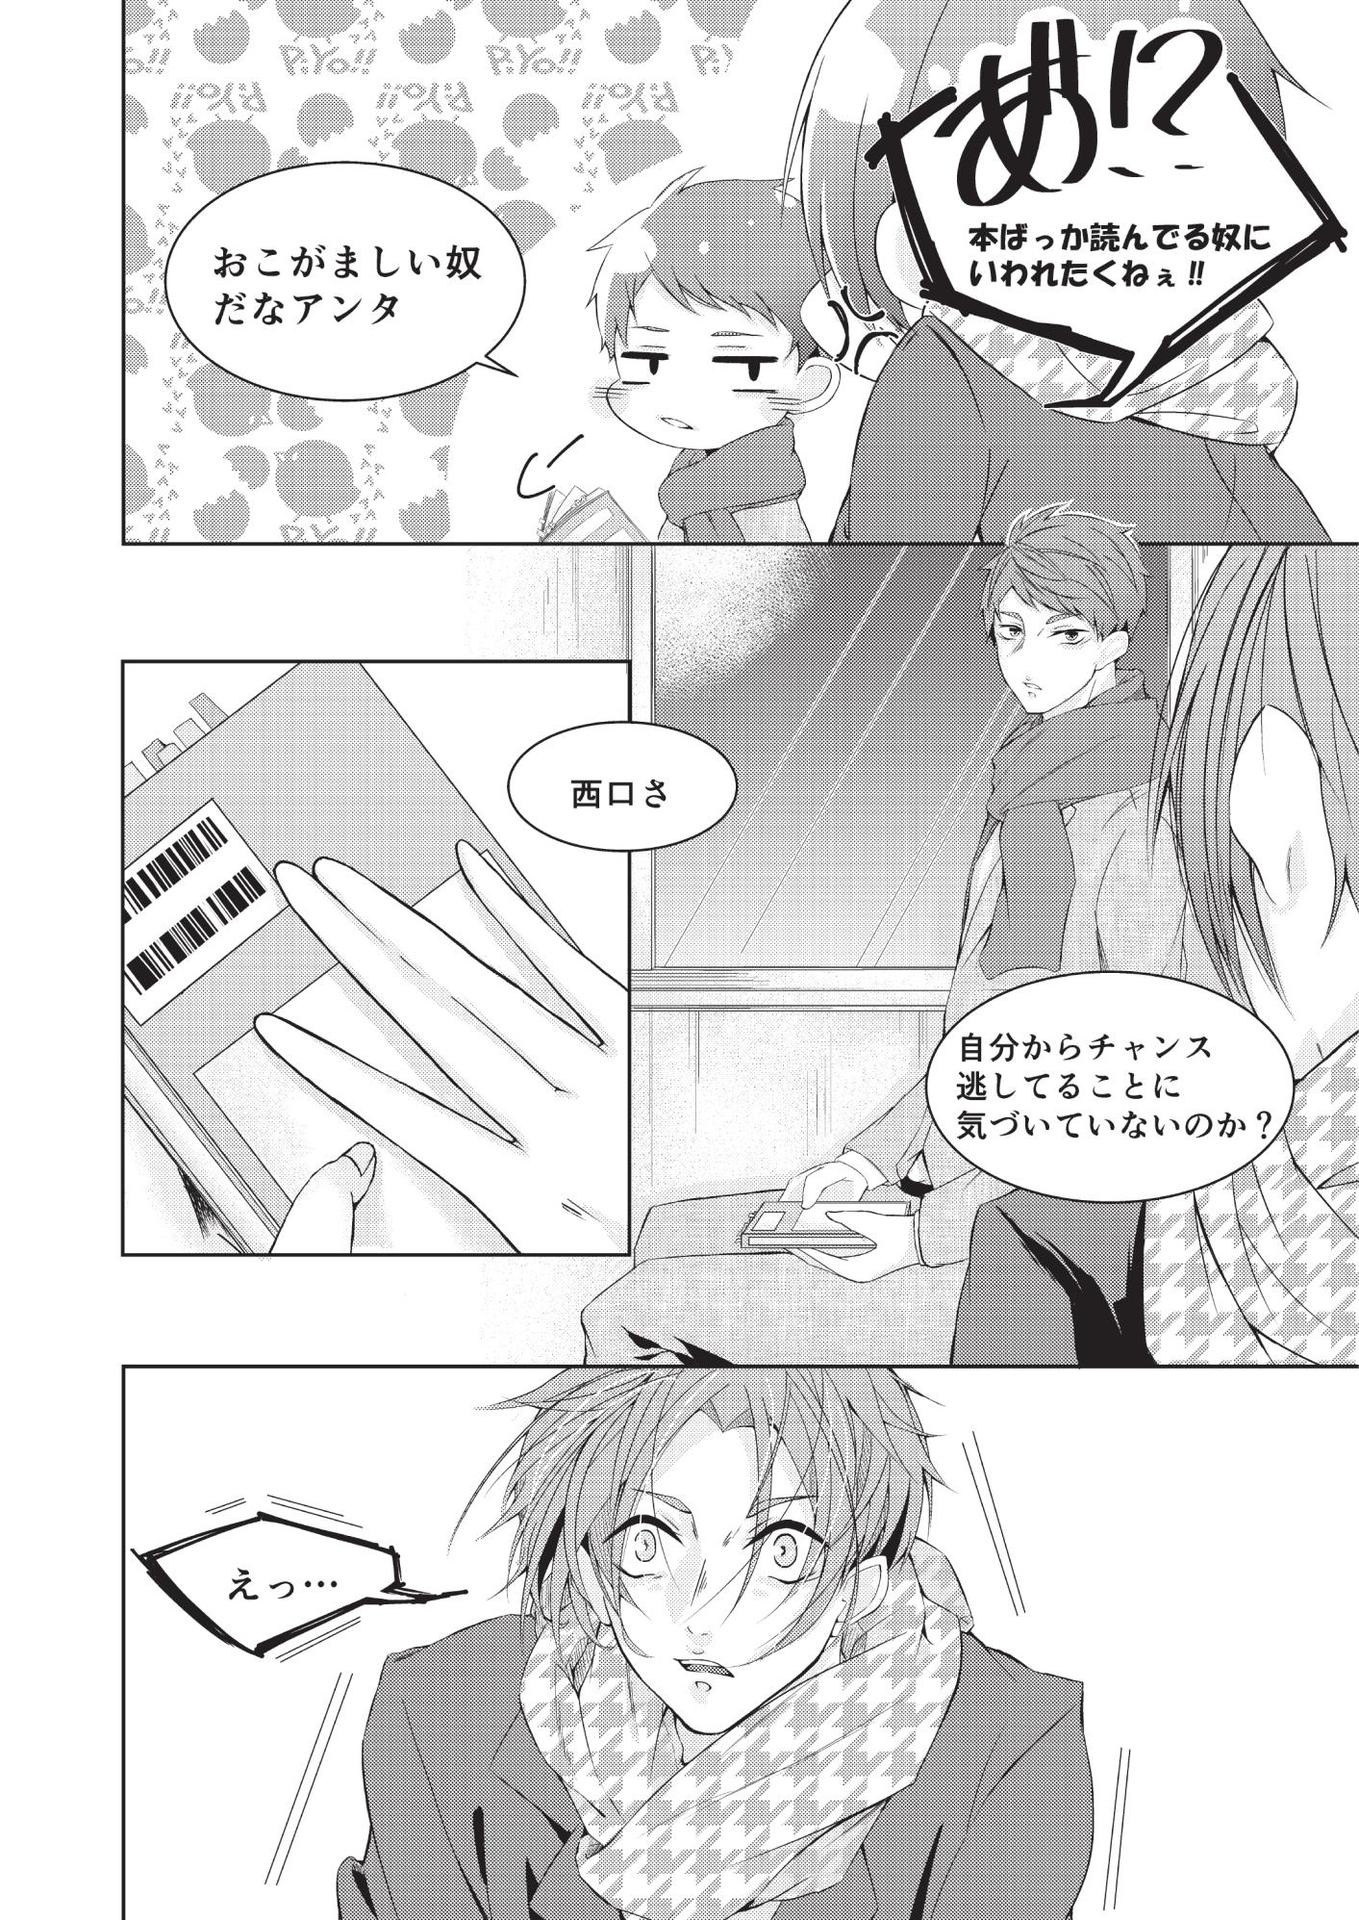 P.Yo!! P.Yo!!
おこがましい奴
だなアンタ
あ!?
本ばっか読んでる奴に
いわれたくねぇ!!
P.Yo!!
西口さ
自分からチャンス
逃してることに
気づいていないのか？
えっ…